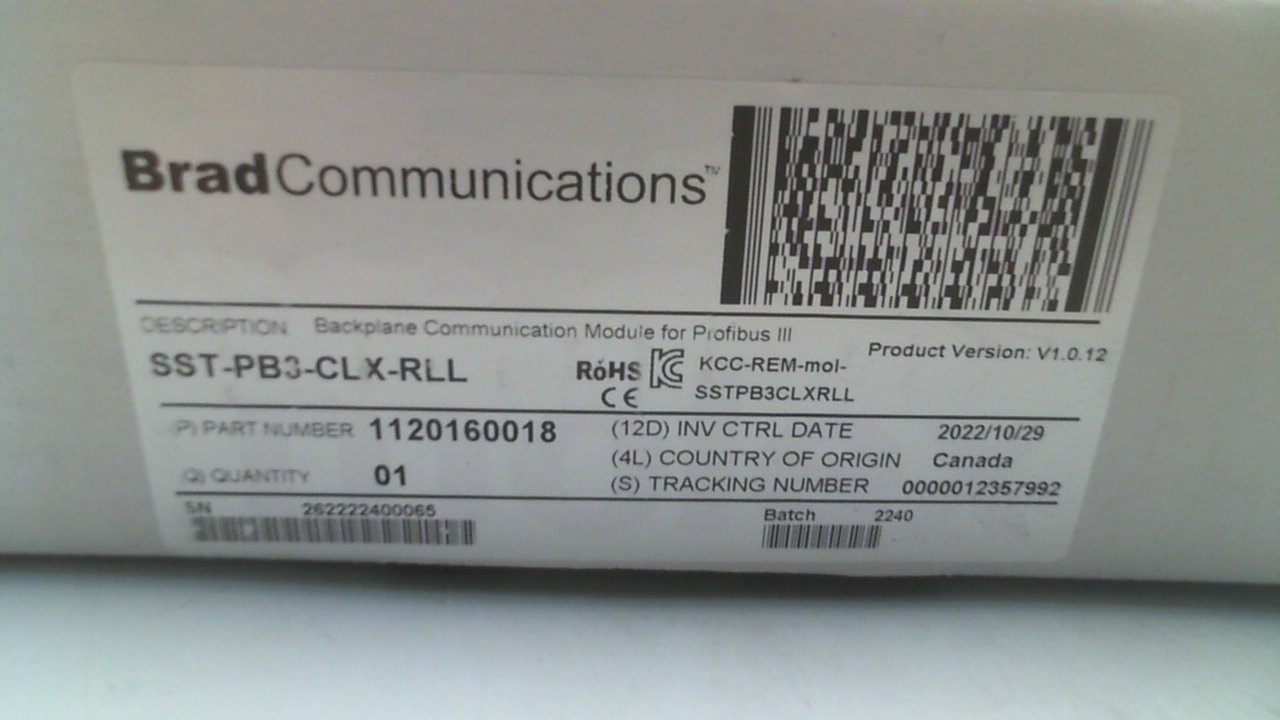 BradCommunications™
DESCRIPTION Backplane Communication Module for Profibus III
SST-PB3-CLX-RLL
RoHS
CE
KCC-REM-mol-
SSTPB3CLXRLL
Product Version: V1.0.12
(P) PART NUMBER 1120160018
(Q) QUANTITY 01
(12D) INV CTRL DATE 2022/10/29
(4L) COUNTRY OF ORIGIN Canada
(S) TRACKING NUMBER 0000012357992
SN 262222400065
Batch 2240